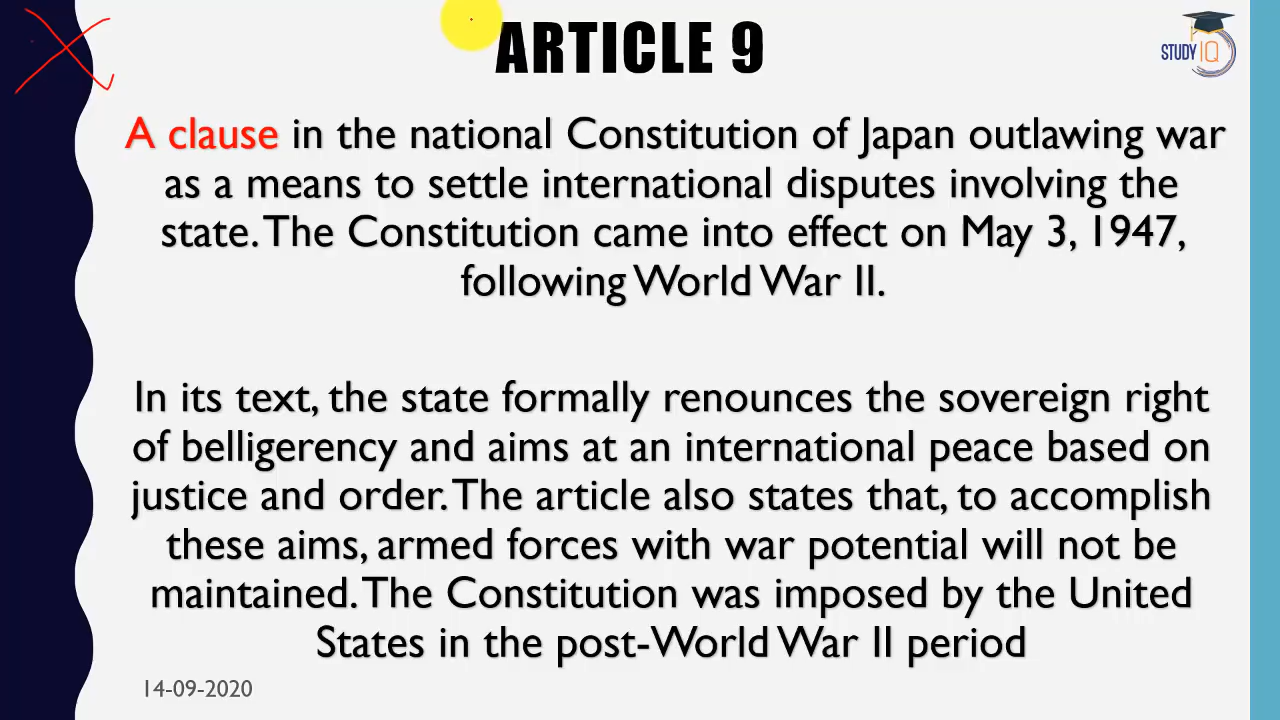 ARTICLE 9
STUDY IQ
A clause in the national Constitution of Japan outlawing war
as a means to settle international disputes involving the
state. The Constitution came into effect on May 3, 1947,
following World War II.
In its text, the state formally renounces the sovereign right
of belligerency and aims at an international peace based on
justice and order. The article also states that, to accomplish
these aims, armed forces with war potential will not be
maintained. The Constitution was imposed by the United
States in the post-World War II period
14-09-2020